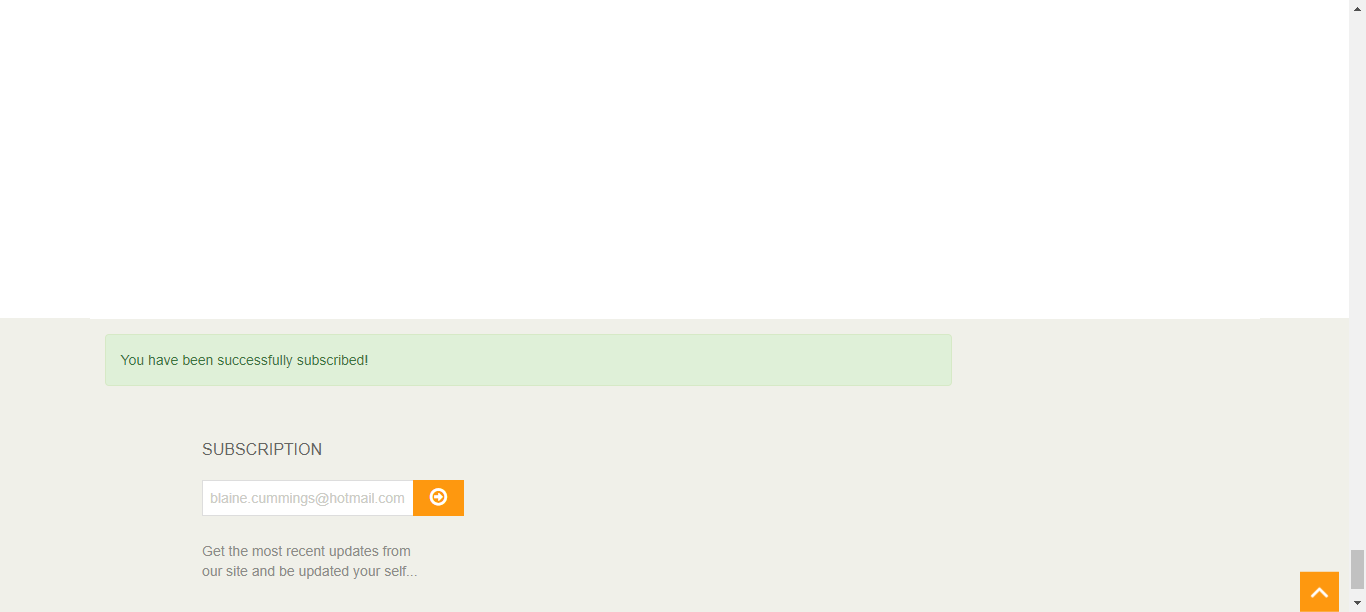 You have been successfully subscribed!
SUBSCRIPTION
blaine.cummings@hotmail.com
Get the most recent updates from
our site and be updated your self...